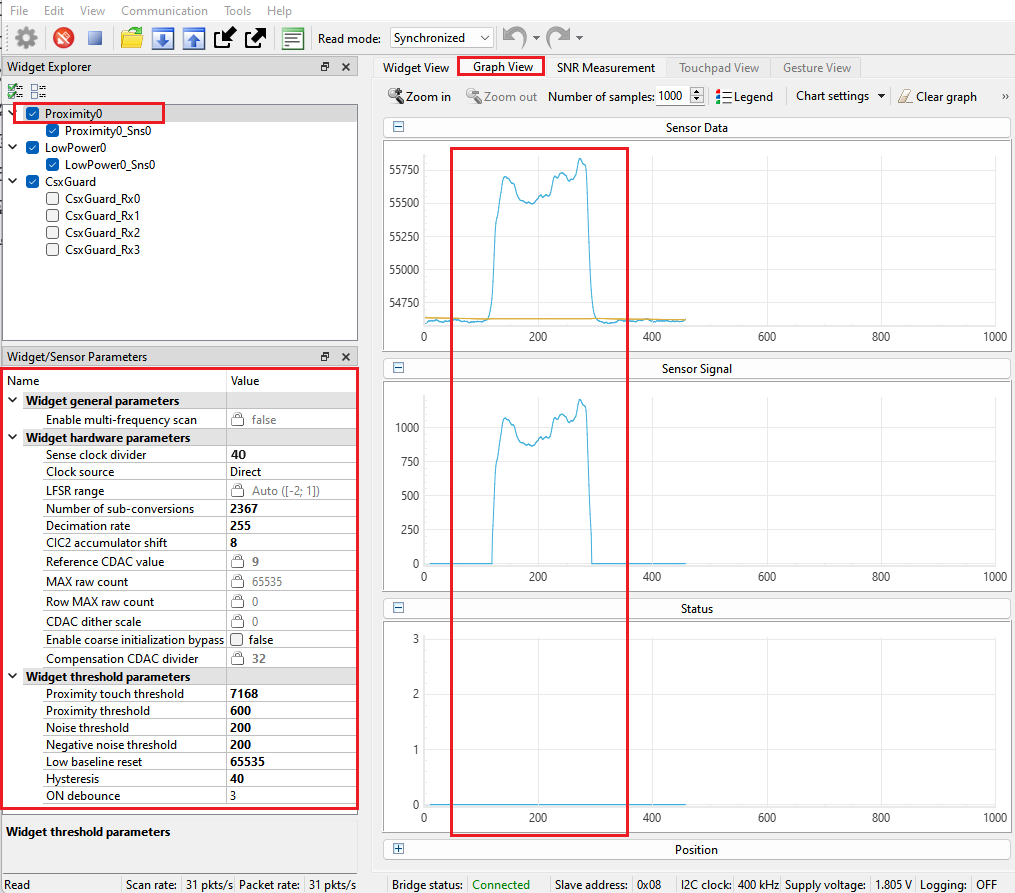 File Edit View Communication Tools Help
Read mode: Synchronized
Widget Explorer
Proximity0
Proximity0_Sns0
LowPower0
LowPower0_Sns0
CsxGuard
CsxGuard_Rx0
CsxGuard_Rx1
CsxGuard_Rx2
CsxGuard_Rx3
Widget/Sensor Parameters
Name Value
Widget general parameters
Enable multi-frequency scan false
Widget hardware parameters
Sense clock divider 40
Clock source Direct
LFSR range Auto ([-2; 1])
Number of sub-conversions 2367
Decimation rate 255
CIC2 accumulator shift 8
Reference CDAC value 9
MAX raw count 65535
Row MAX raw count 0
CDAC dither scale 0
Enable coarse initialization bypass false
Compensation CDAC divider 32
Widget threshold parameters
Proximity touch threshold 7168
Proximity threshold 600
Noise threshold 200
Negative noise threshold 200
Low baseline reset 65535
Hysteresis 40
ON debounce 3
Widget threshold parameters
Widget View Graph View SNR Measurement Touchpad View Gesture View
Zoom in Zoom out Number of samples: 1000 Legend Chart settings Clear graph »
Sensor Data
55750
55500
55250
55000
54750
0 200 400 600 800 1000
Sensor Signal
1000
750
500
250
0
0 200 400 600 800 1000
Status
3
2
1
0
0 200 400 600 800 1000
Position
Read Scan rate: 31 pkts/s Packet rate: 31 pkts/s Bridge status: Connected Slave address: 0x08 I2C clock: 400 kHz Supply voltage: 1.805 V Logging: OFF